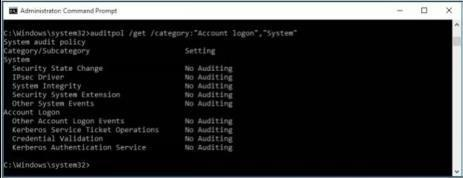 Administrator: Command Prompt
C:\Windows\system32>auditpol /get /category:"Account logon","System"
System audit policy
Category/Subcategory Setting
System
Security State Change No Auditing
IPsec Driver No Auditing
System Integrity No Auditing
Security System Extension No Auditing
Other System Events No Auditing
Account Logon
Other Account Logon Events No Auditing
Kerberos Service Ticket Operations No Auditing
Credential Validation No Auditing
Kerberos Authentication Service No Auditing
C:\Windows\system32>